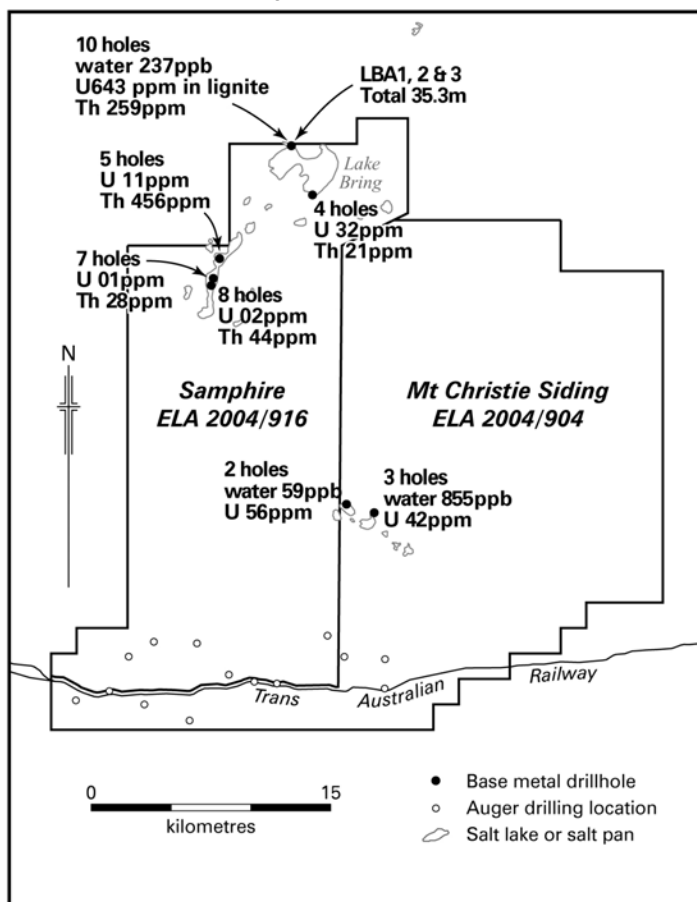 10 holes
water 237ppb
U643 ppm in lignite
Th 259ppm
LBA1, 2 & 3
Total 35.3m
Lake
Bring
5 holes
U 11ppm
Th 456ppm
4 holes
U 32ppm
Th 21ppm
7 holes
U 01ppm
Th 28ppm
8 holes
U 02ppm
Th 44ppm
N
Samphire
ELA 2004/916
Mt Christie Siding
ELA 2004/904
2 holes
water 59ppb
U 56ppm
3 holes
water 855ppb
U 42ppm
Trans Australian Railway
0 15
kilometres
Base metal drillhole
Auger drilling location
Salt lake or salt pan